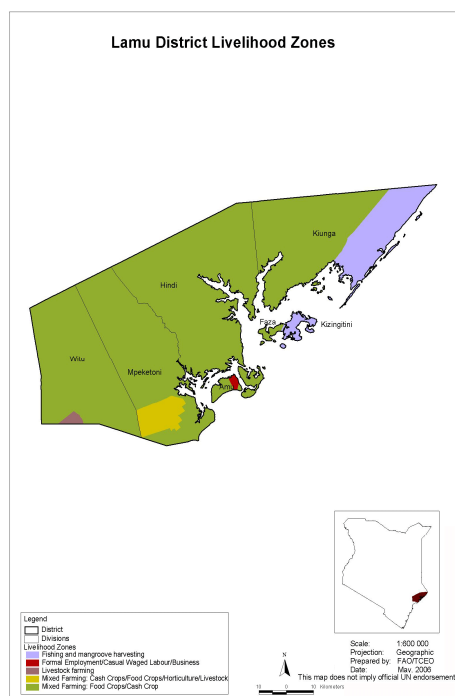 Lamu District Livelihood Zones
Kiunga
Hindi
Faza
Kizingitini
Witu
Mpeketoni
Amu
Legend
District
Divisions
Livelihood Zones
Fishing and mangroove harvesting
Formal Employment/Casual Waged Labour/Business
Livestock farming
Mixed Farming: Cash Crops/Food Crops/Horticulture/Livestock
Mixed Farming: Food Crops/Cash Crop
N
10 0 10 Kilometers
Scale: 1:600 000
Projection: Geographic
Prepared by: FAO/TCEO
Date: May, 2006
This map does not imply official UN endorsement